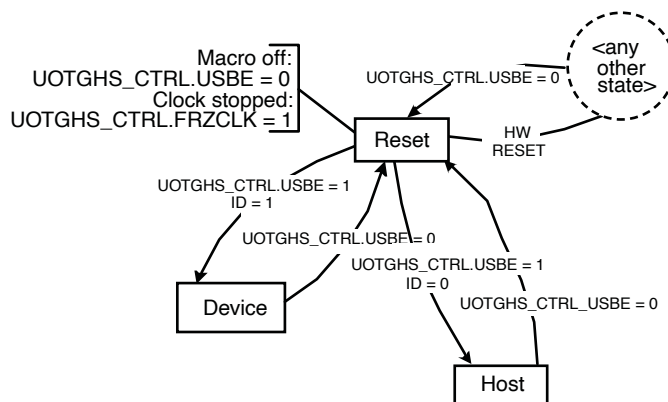 Macro off:
UOTGHS_CTRL.USBE = 0
Clock stopped:
UOTGHS_CTRL.FRZCLK = 1
<any
other
state>
UOTGHS_CTRL.USBE = 0
Reset
HW
RESET
UOTGHS_CTRL.USBE = 1
ID = 1
UOTGHS_CTRL.USBE = 0
UOTGHS_CTRL.USBE = 1
ID = 0
UOTGHS_CTRL_USBE = 0
Device
Host